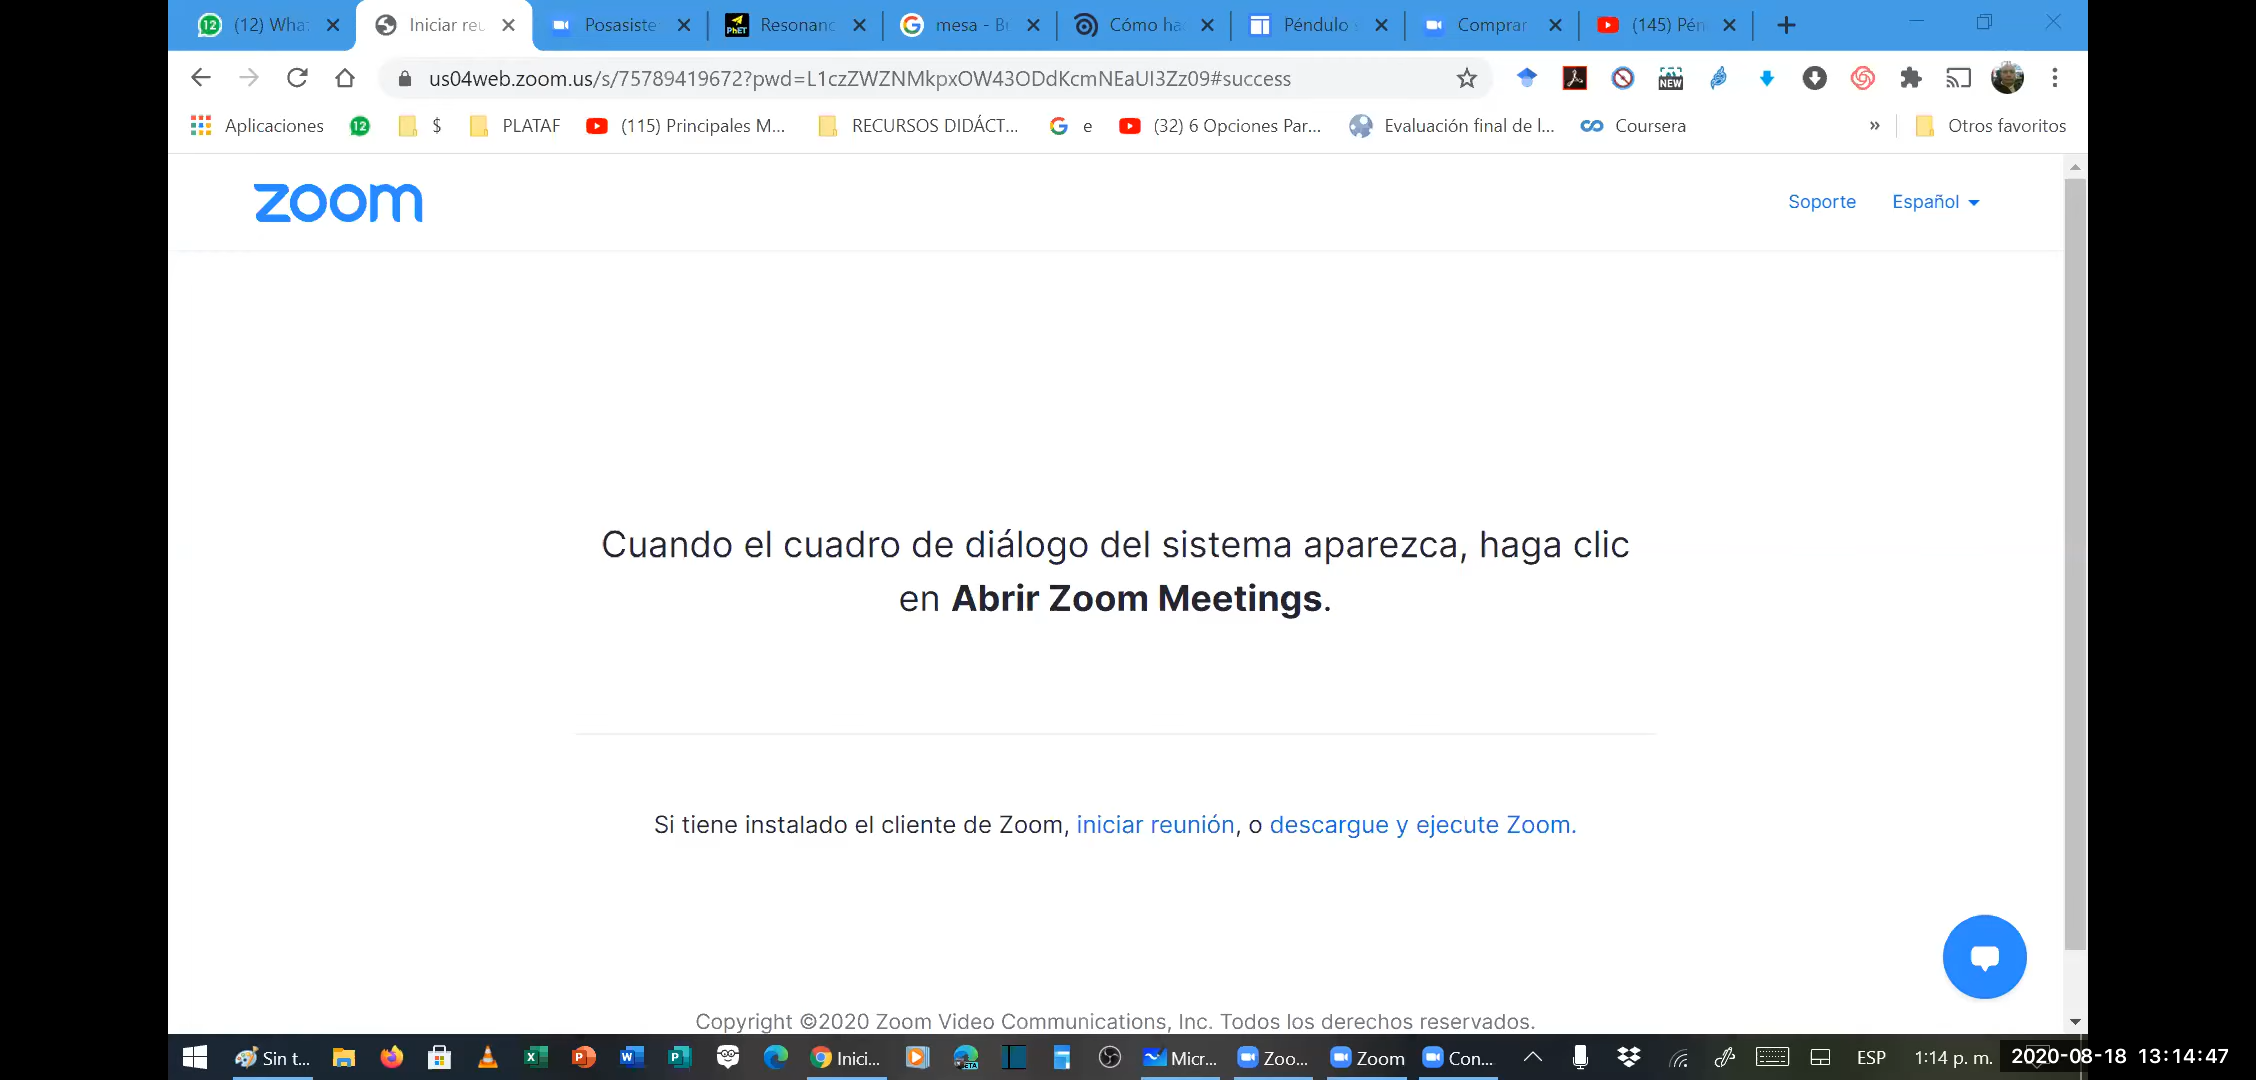 (12) What
Iniciar reu
Posasiste
Resonanc
mesa - B
Cómo ha
Péndulo
Comprar
(145) Pén
us04web.zoom.us/s/75789419672?pwd=L1czZWZNMkpxOW43ODdKcmNEaUI3Zz09#success
NEW
Aplicaciones
12
$
PLATAF
(115) Principales M...
RECURSOS DIDÁCT...
e
(32) 6 Opciones Par...
Evaluación final de l...
Coursera
»
Otros favoritos
zoom
Soporte
Español
Cuando el cuadro de diálogo del sistema aparezca, haga clic
en Abrir Zoom Meetings.
Si tiene instalado el cliente de Zoom, iniciar reunión, o descargue y ejecute Zoom.
Copyright ©2020 Zoom Video Communications, Inc. Todos los derechos reservados.
Sin t...
Inici...
Micr...
Zoo...
Zoom
Con...
ESP
1:14 p. m.
2020-08-18 13:14:47